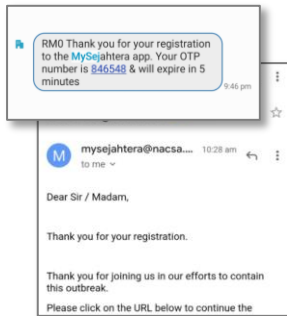 RM0 Thank you for your registration
to the MySejahtera app. Your OTP
number is 846548 & will expire in 5
minutes
9:46 pm
M
mysejahtera@nacsa.... 10:28 am
to me
Dear Sir / Madam,
Thank you for your registration.
Thank you for joining us in our efforts to contain
this outbreak.
Please click on the URL below to continue the